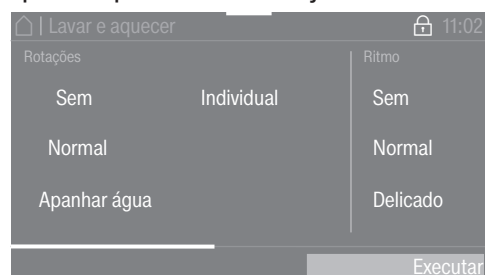 Lavar e aquecer 11:02
Rotações Ritmo
Sem Individual Sem
Normal Normal
Apanhar água Delicado
Executar